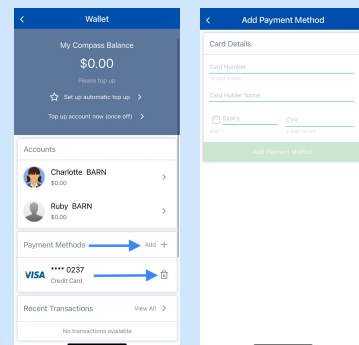 Wallet
My Compass Balance
$0.00
Please top up
Set up automatic top up
Top up account now (once off)
Accounts
Charlotte BARN
$0.00
Ruby BARN
$0.00
Payment Methods
Add +
VISA
**** 0237
Credit Card
Recent Transactions
View All
No transactions available
Add Payment Method
Card Details
Card Number
Card Holder Name
Expiry
CVV
Add Payment Method